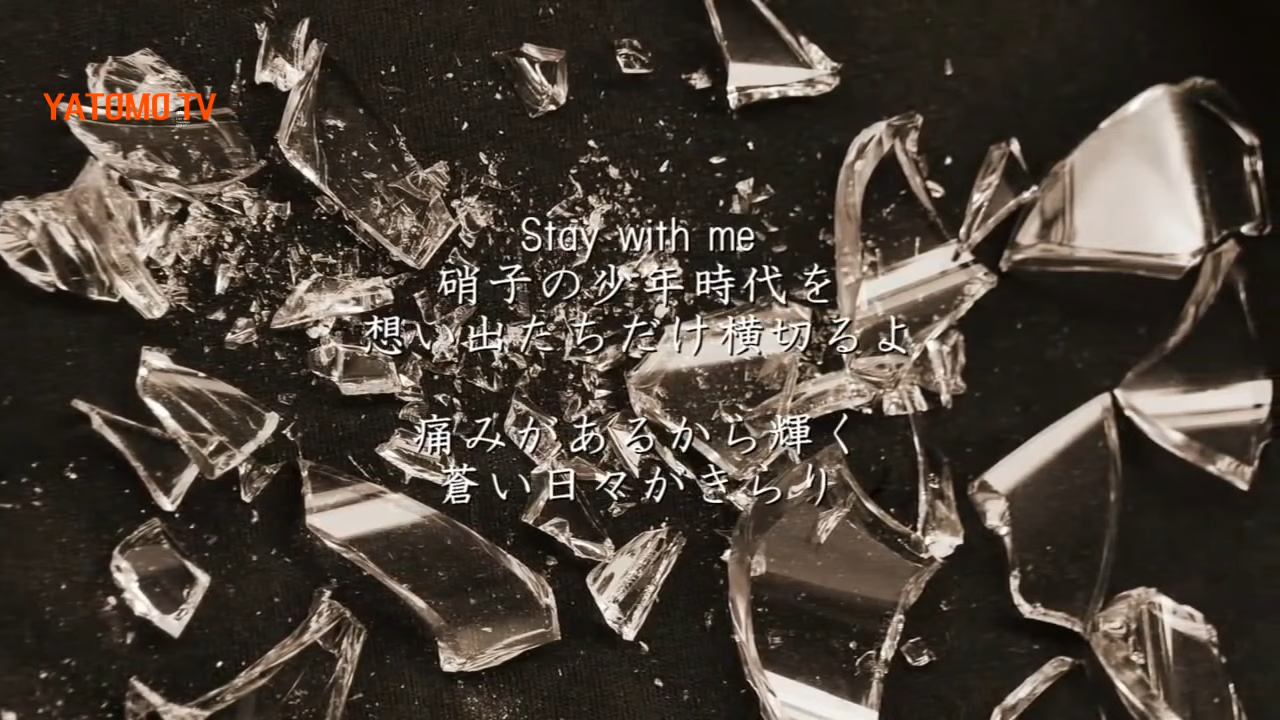 YATOMO TV
Stay with me
硝子の少年時代を
想い出たちだけ横切るよ
痛みがあるから輝く
蒼い日々がきらり